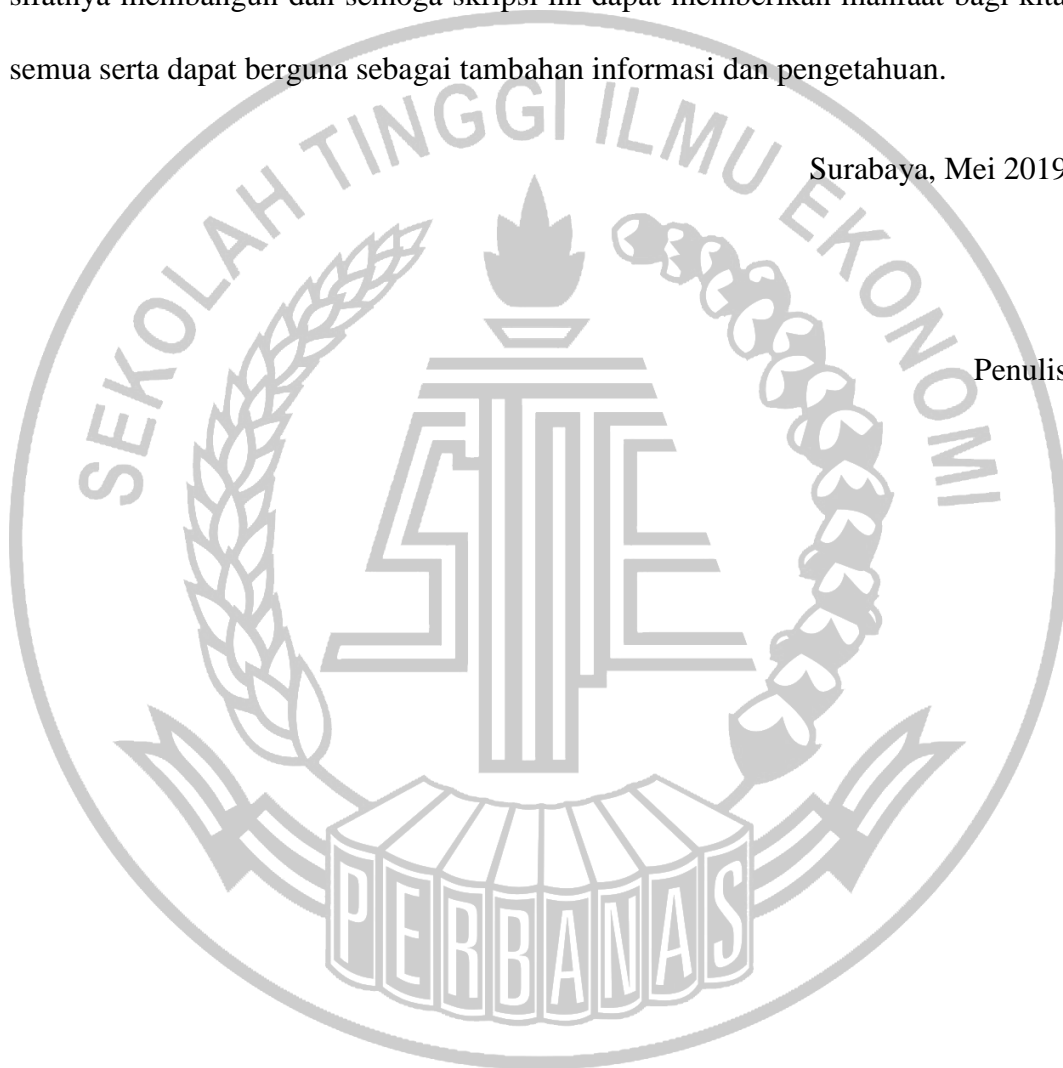 sifatnya membangun dan semoga skripsi ini dapat memberikan manfaat bagi kita
semua serta dapat berguna sebagai tambahan informasi dan pengetahuan.
SEKOLAH TINGGI ILMU EKONOMI
Surabaya, Mei 2019
Penulis
STIE
PERBANAS